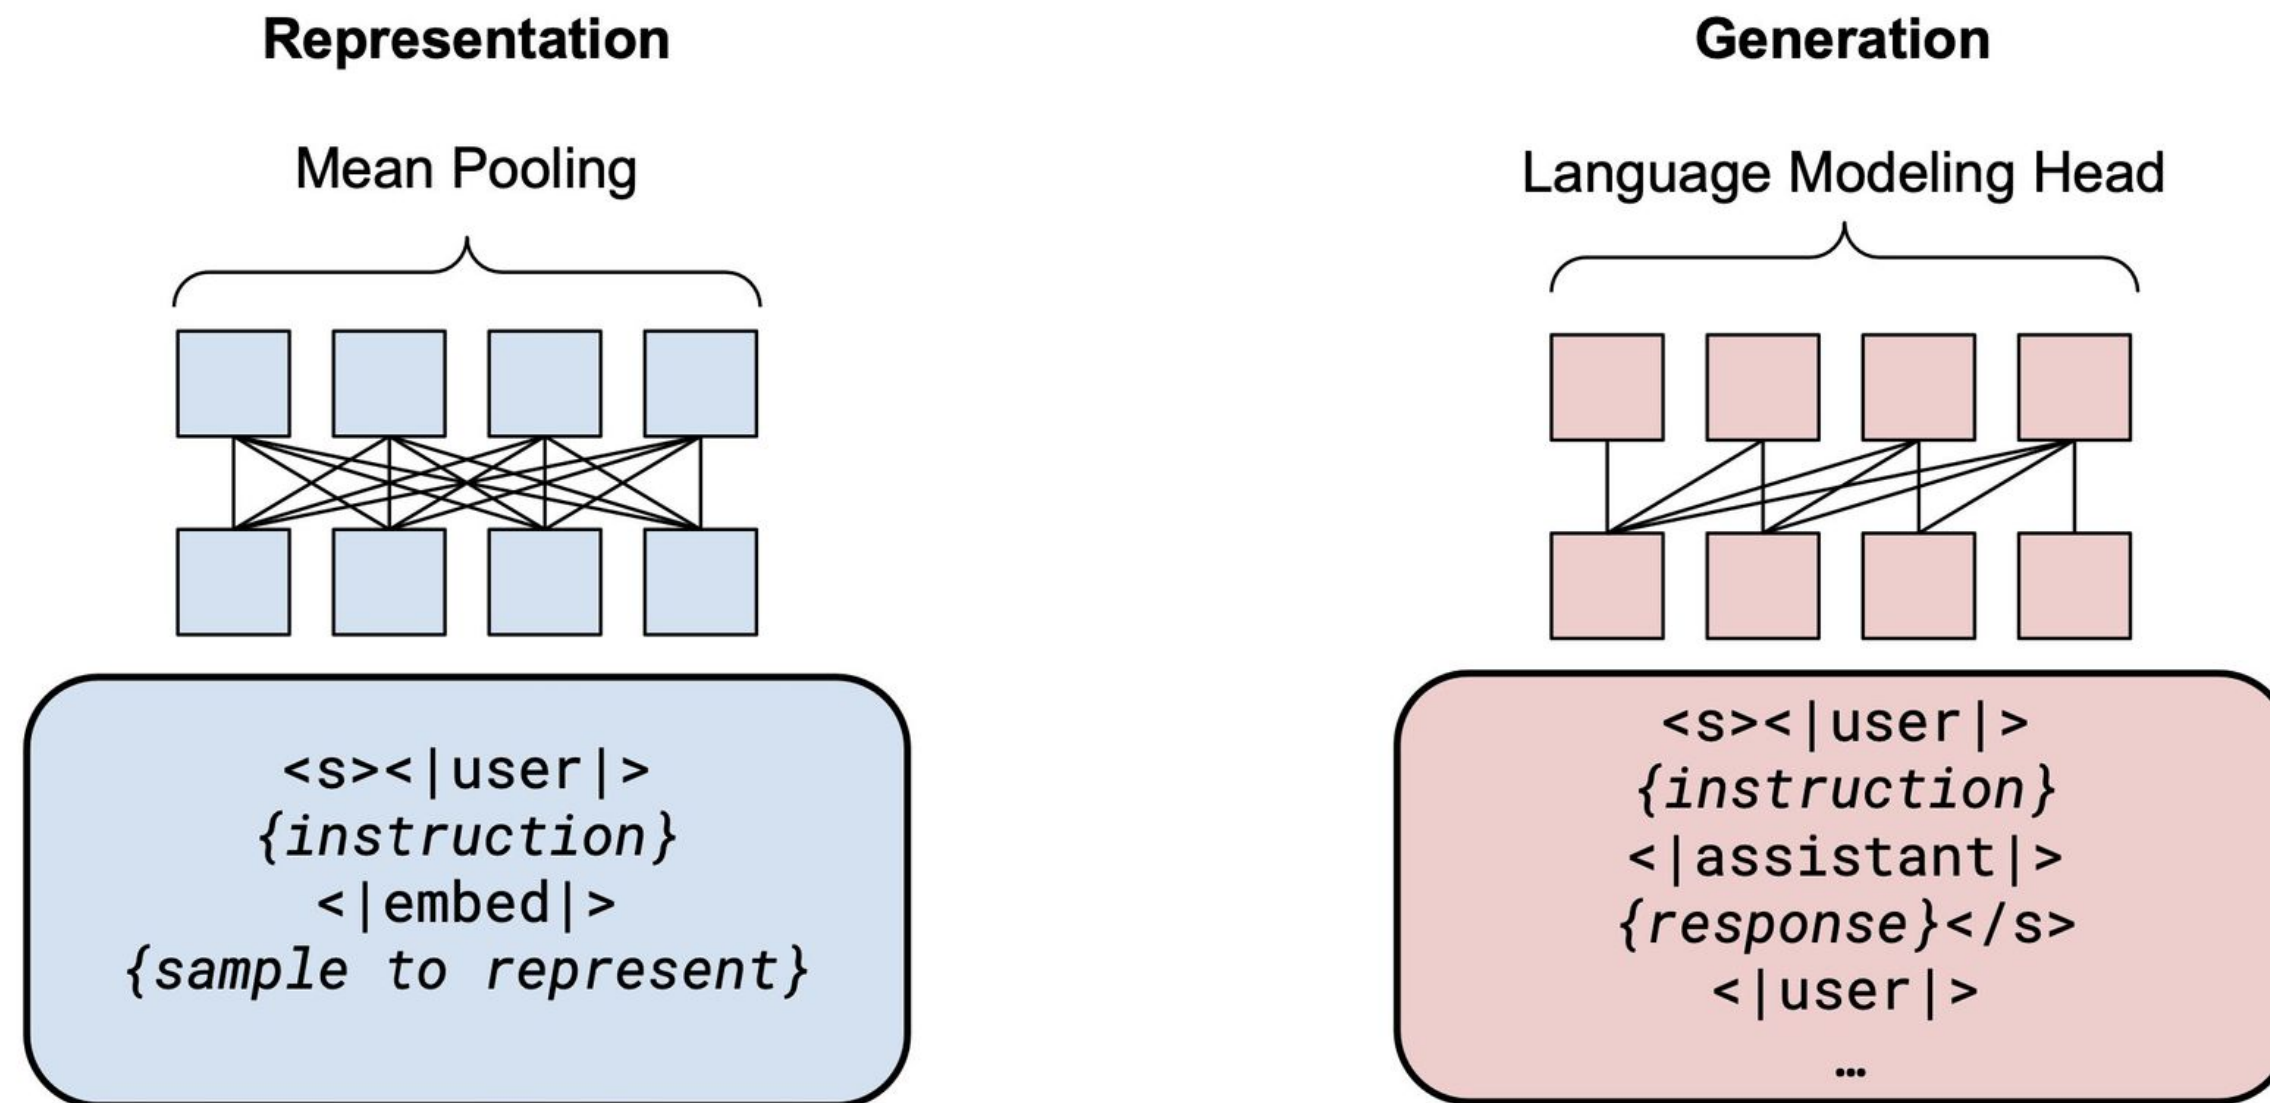 Representation
Mean Pooling
<s><|user|>
{instruction}
<|embed|>
{sample to represent}
Generation
Language Modeling Head
<s><|user|>
{instruction}
<|assistant|>
{response}</s>
<|user|>
…